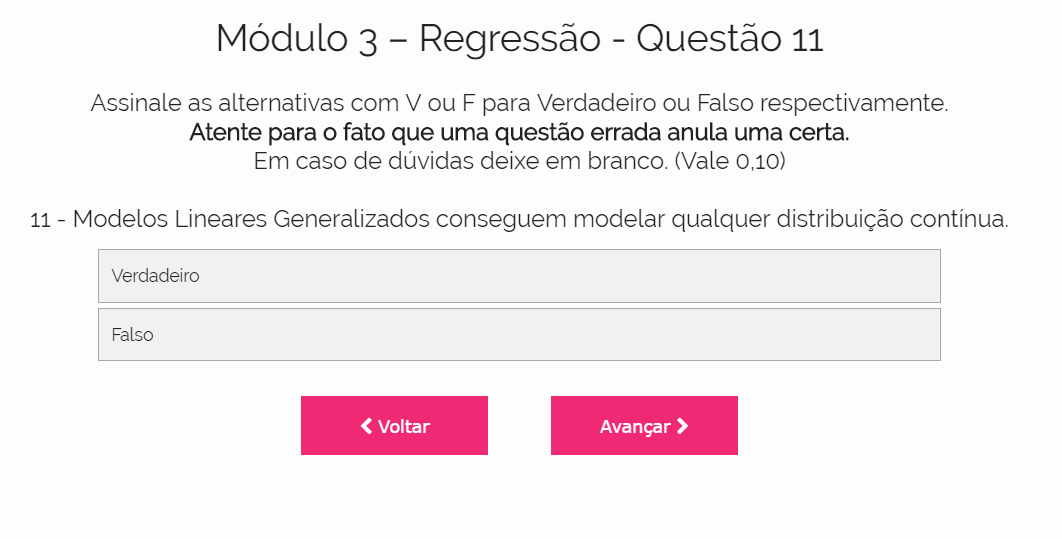 Módulo 3 – Regressão - Questão 11
Assinale as alternativas com V ou F para Verdadeiro ou Falso respectivamente.
Atente para o fato que uma questão errada anula uma certa.
Em caso de dúvidas deixe em branco. (Vale 0,10)
11 - Modelos Lineares Generalizados conseguem modelar qualquer distribuição contínua.
Verdadeiro
Falso
Voltar
Avançar